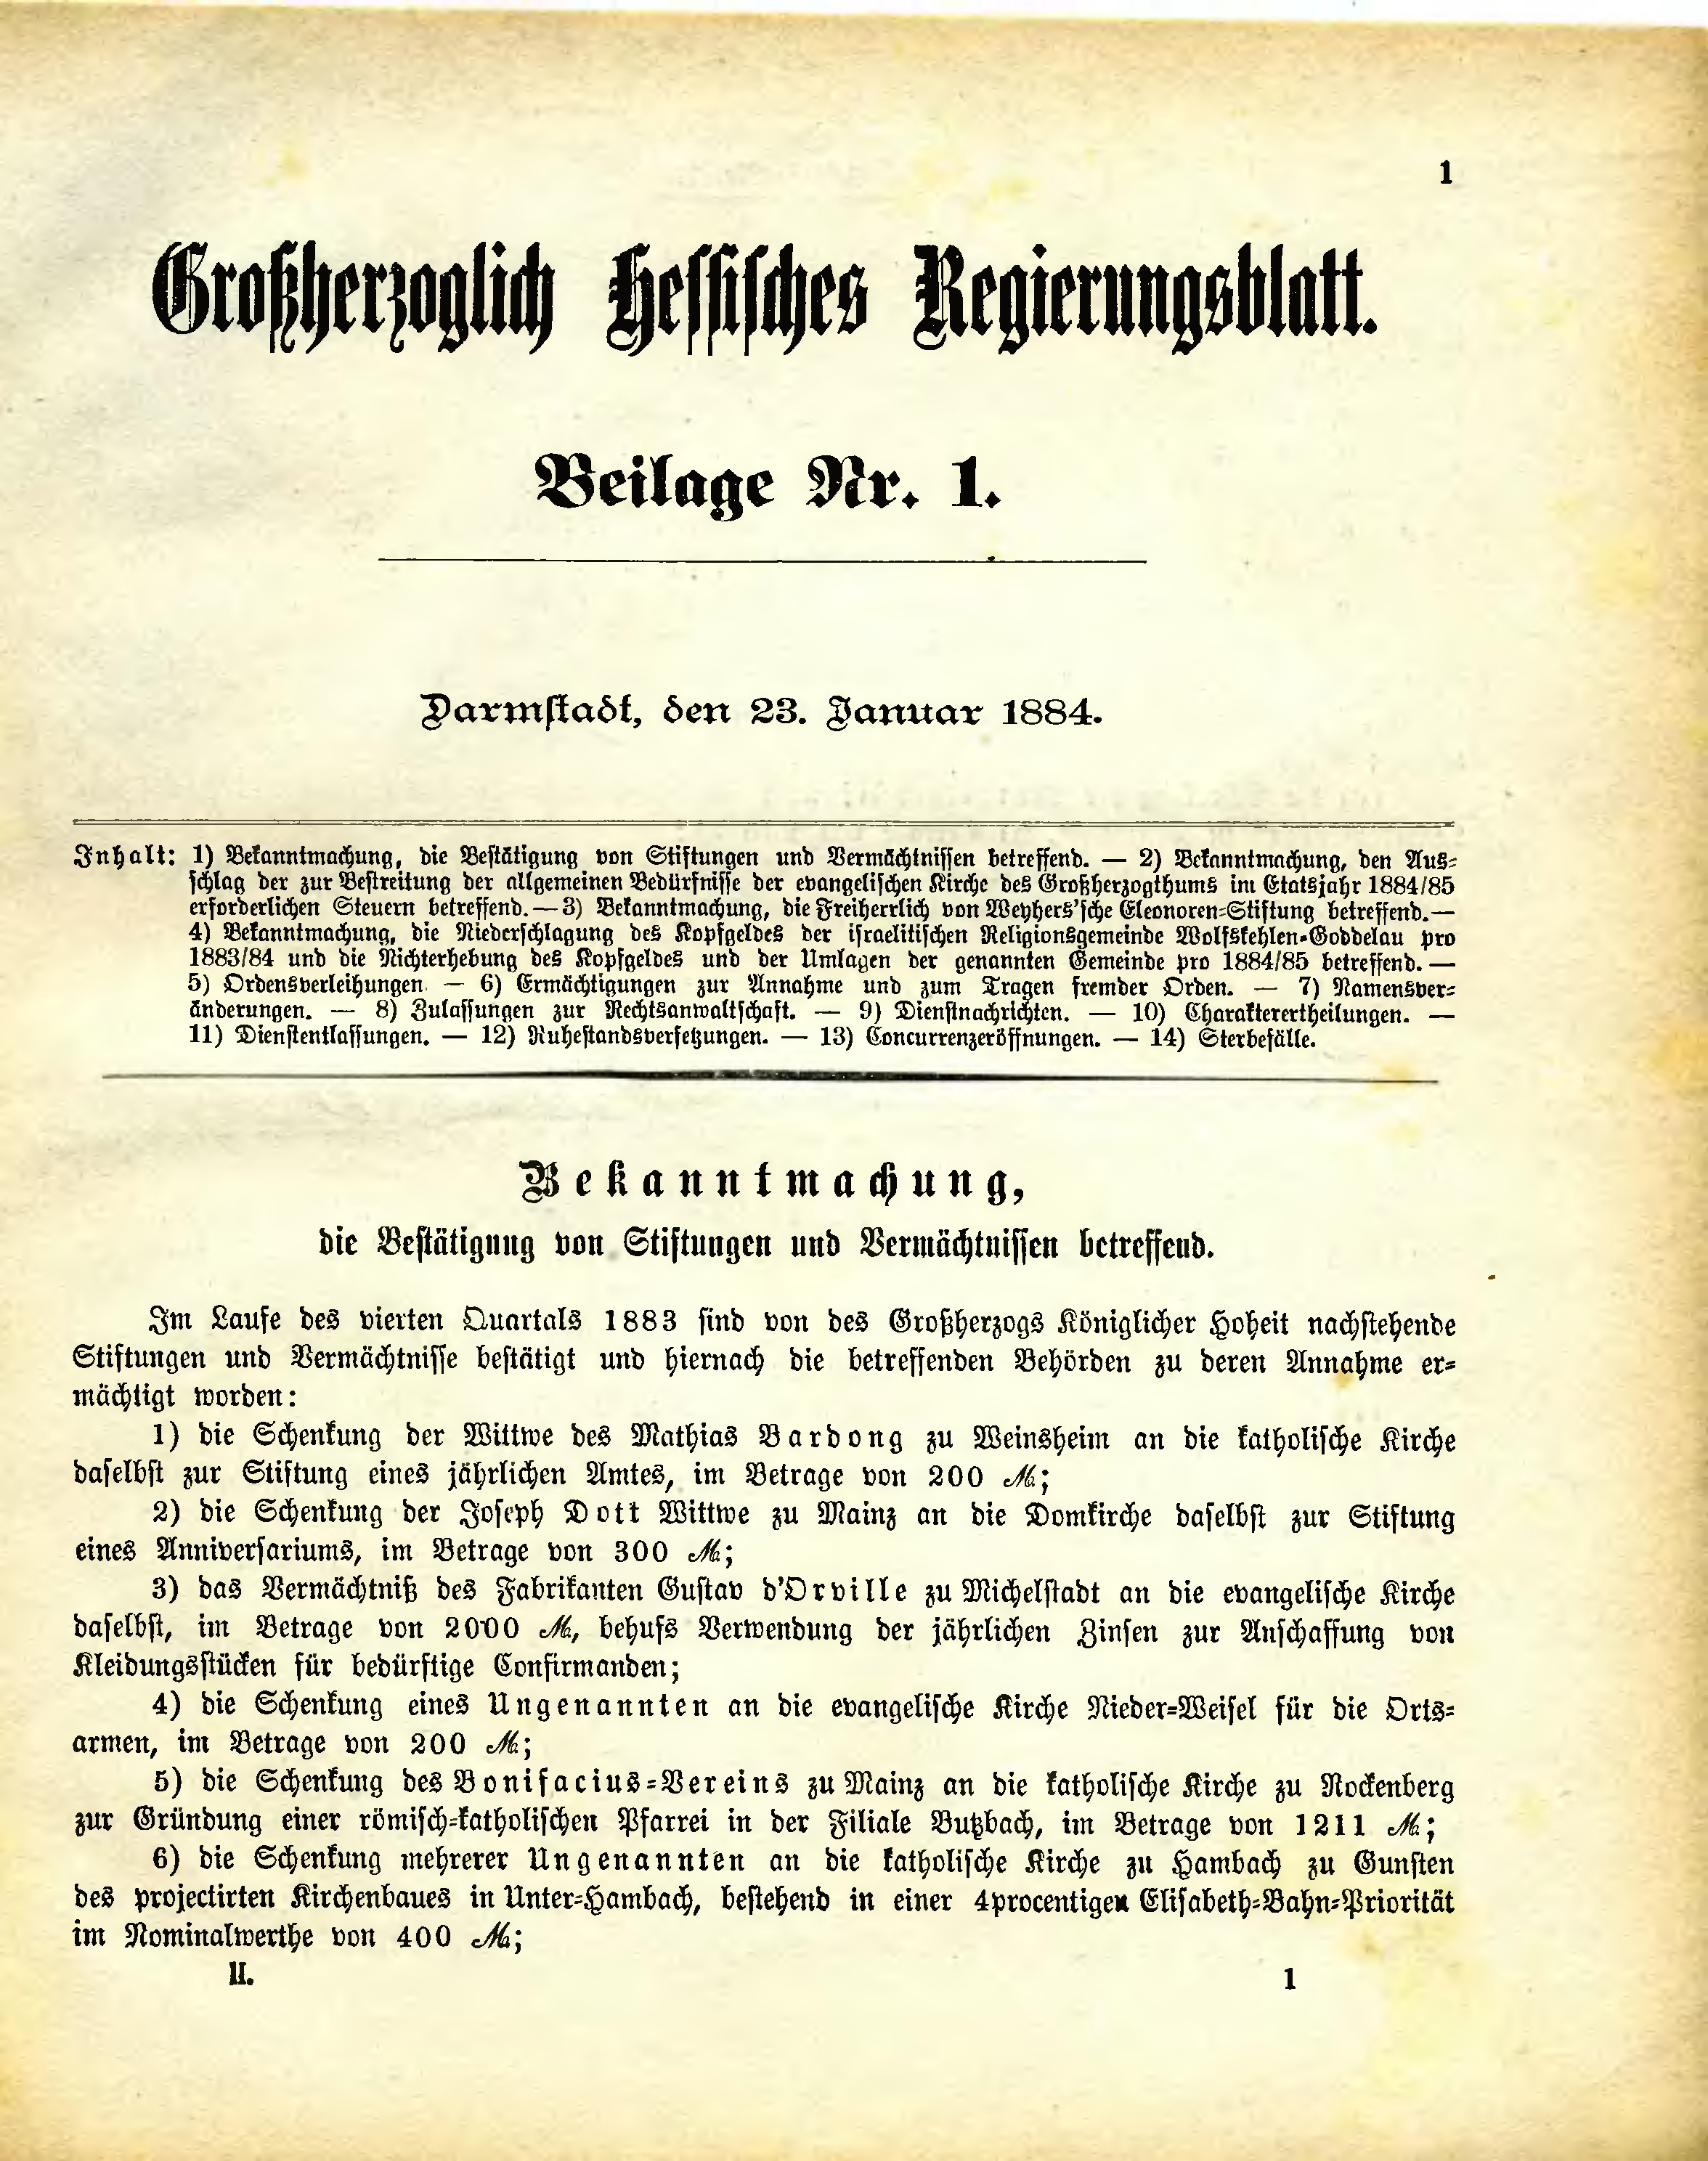 1
Großherzoglich Hessisches Regierungsblatt.
Beilage Nr. 1.
Darmstadt, den 23. Januar 1884.
Inhalt: 1) Bekanntmachung, die Bestätigung von Stiftungen und Vermächtnissen betreffend. — 2) Bekanntmachung, den Aus-
schlag der zur Bestreitung der allgemeinen Bedürfnisse der evangelischen Kirche des Großherzogthums im Etatsjahr 1884/85
erforderlichen Steuern betreffend. — 3) Bekanntmachung, die Freiherrlich von Weyhers'sche Eleonoren-Stiftung betreffend. —
4) Bekanntmachung, die Niederschlagung des Kopfgeldes der israelitischen Religionsgemeinde Wolfskehlen-Goddelau pro
1883/84 und die Nichterhebung des Kopfgeldes und der Umlagen der genannten Gemeinde pro 1884/85 betreffend. —
5) Ordensverleihungen. — 6) Ermächtigungen zur Annahme und zum Tragen fremder Orden. — 7) Namensver-
änderungen. — 8) Zulassungen zur Rechtsanwaltschaft. — 9) Dienstnachrichten. — 10) Charakterertheilungen. —
11) Dienstentlassungen. — 12) Ruhestandsversetzungen. — 13) Concurrenzeröffnungen. — 14) Sterbefälle.
Bekanntmachung,
die Bestätigung von Stiftungen und Vermächtnissen betreffend.
Im Laufe des vierten Quartals 1883 sind von des Großherzogs Königlicher Hoheit nachstehende
Stiftungen und Vermächtnisse bestätigt und hiernach die betreffenden Behörden zu deren Annahme er-
mächtigt worden:
1) die Schenkung der Wittwe des Mathias Bardong zu Weinsheim an die katholische Kirche
daselbst zur Stiftung eines jährlichen Amtes, im Betrage von 200 ℳ;
2) die Schenkung der Joseph Dott Wittwe zu Mainz an die Domkirche daselbst zur Stiftung
eines Anniversariums, im Betrage von 300 ℳ;
3) das Vermächtniß des Fabrikanten Gustav d'Orville zu Michelstadt an die evangelische Kirche
daselbst, im Betrage von 2000 ℳ, behufs Verwendung der jährlichen Zinsen zur Anschaffung von
Kleidungsstücken für bedürftige Confirmanden;
4) die Schenkung eines Ungenannten an die evangelische Kirche Nieder-Weisel für die Orts-
armen, im Betrage von 200 ℳ;
5) die Schenkung des Bonifacius-Vereins zu Mainz an die katholische Kirche zu Rockenberg
zur Gründung einer römisch-katholischen Pfarrei in der Filiale Butzbach, im Betrage von 1211 ℳ;
6) die Schenkung mehrerer Ungenannten an die katholische Kirche zu Hambach zu Gunsten
des projectirten Kirchenbaues in Unter-Hambach, bestehend in einer 4procentigen Elisabeth-Bahn-Priorität
im Nominalwerthe von 400 ℳ;
II. 1